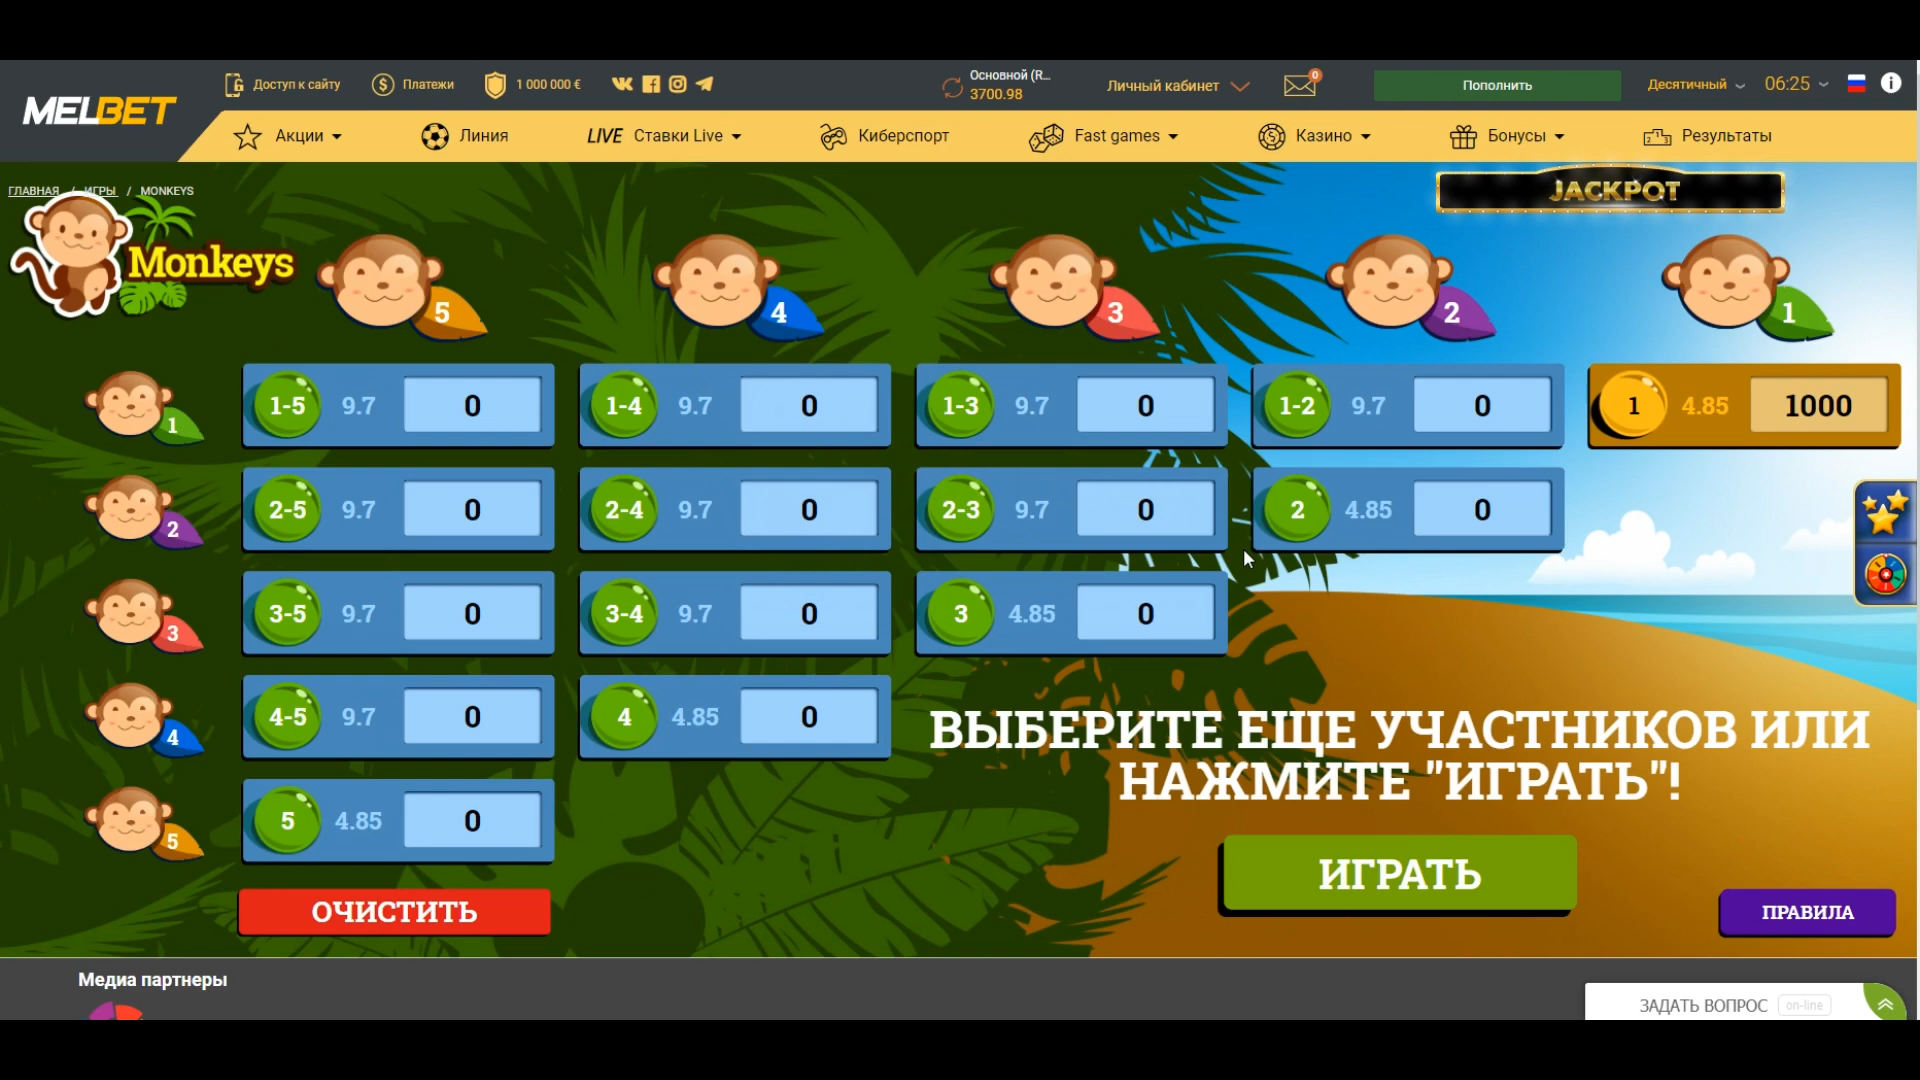 MELBET
Доступ к сайту
Платежи
1 000 000 €
Основной (R...
3700.98
Личный кабинет
0
Пополнить
Десятичный
06:25
Акции
Линия
LIVE Ставки Live
Киберспорт
Fast games
Казино
Бонусы
Результаты
ГЛАВНАЯ / ИГРЫ / MONKEYS
JACKPOT
Monkeys
5 4 3 2 1
1 1-5 9.7 0 1-4 9.7 0 1-3 9.7 0 1-2 9.7 0 1 4.85 1000
2 2-5 9.7 0 2-4 9.7 0 2-3 9.7 0 2 4.85 0
3 3-5 9.7 0 3-4 9.7 0 3 4.85 0
4 4-5 9.7 0 4 4.85 0
5 5 4.85 0
ВЫБЕРИТЕ ЕЩЕ УЧАСТНИКОВ ИЛИ
НАЖМИТЕ "ИГРАТЬ"!
ИГРАТЬ
ОЧИСТИТЬ
ПРАВИЛА
Медиа партнеры
ЗАДАТЬ ВОПРОС on-line